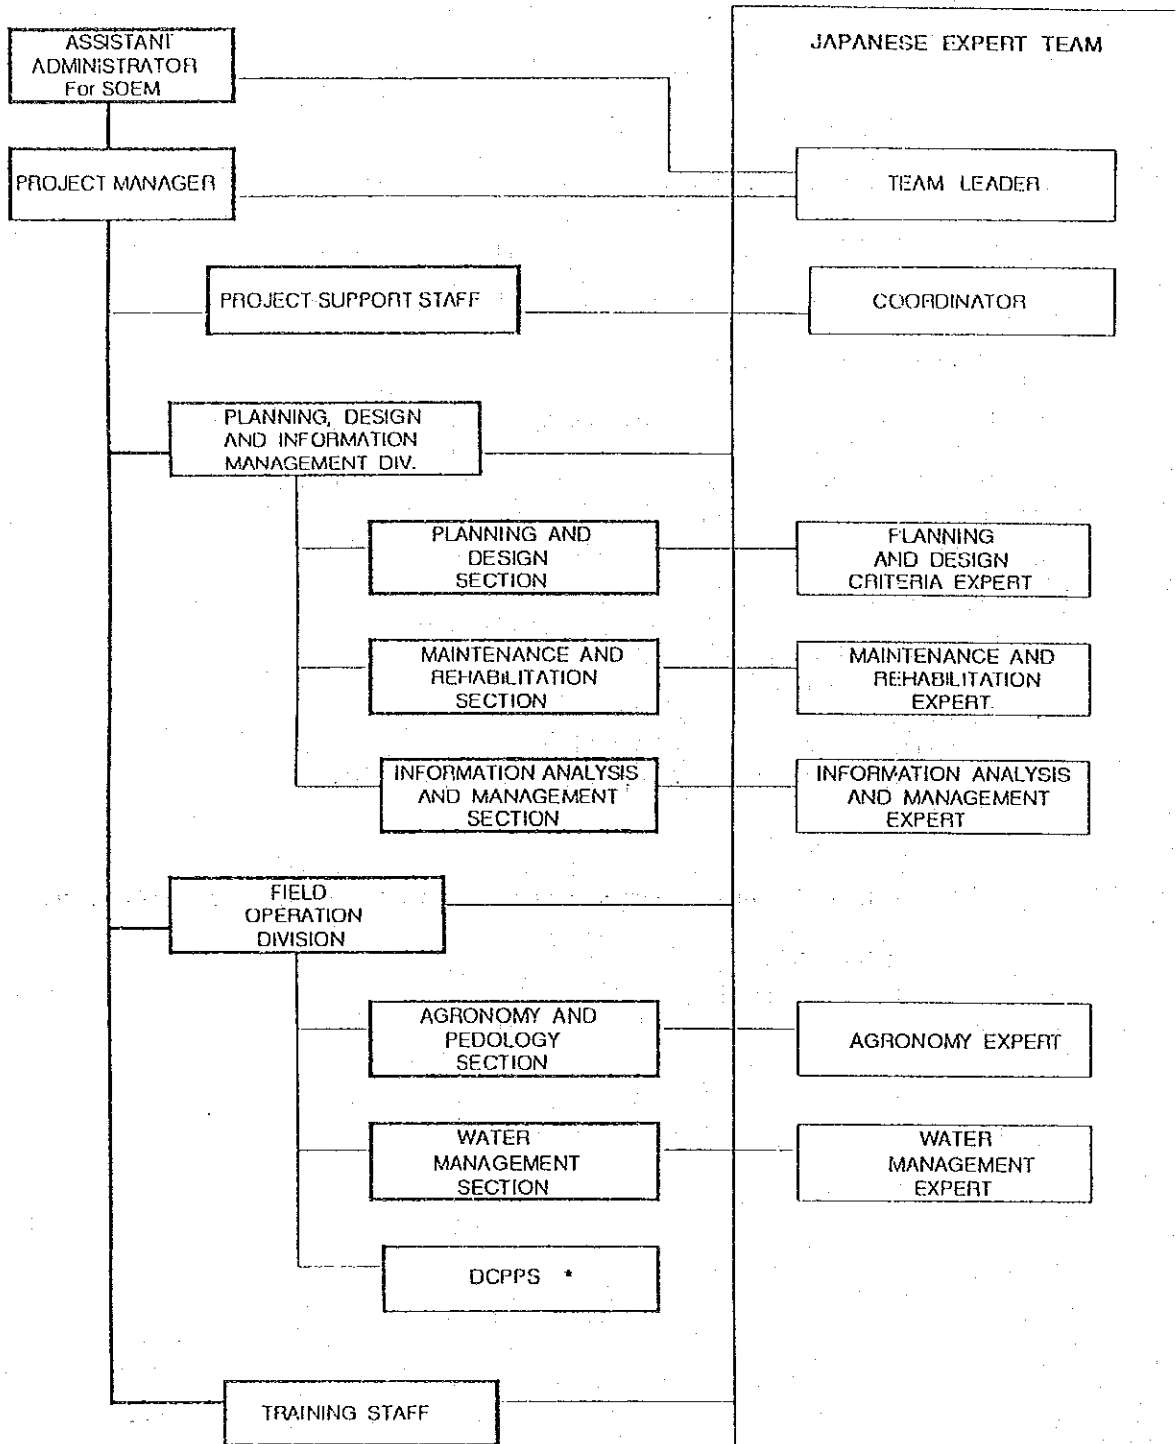 ASSISTANT
ADMINISTRATOR
For SOEM
JAPANESE EXPERT TEAM
PROJECT MANAGER
TEAM LEADER
PROJECT SUPPORT STAFF
COORDINATOR
PLANNING, DESIGN
AND INFORMATION
MANAGEMENT DIV.
PLANNING AND
DESIGN
SECTION
PLANNING
AND DESIGN
CRITERIA EXPERT
MAINTENANCE AND
REHABILITATION
SECTION
MAINTENANCE AND
REHABILITATION
EXPERT.
INFORMATION ANALYSIS
AND MANAGEMENT
SECTION
INFORMATION ANALYSIS
AND MANAGEMENT
EXPERT
FIELD
OPERATION
DIVISION
AGRONOMY AND
PEDOLOGY
SECTION
AGRONOMY EXPERT
WATER
MANAGEMENT
SECTION
WATER
MANAGEMENT
EXPERT
DCPPS *
TRAINING STAFF